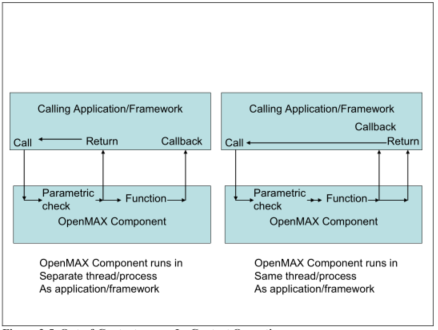 Calling Application/Framework
Call
Return
Callback
Parametric
check
Function
OpenMAX Component
OpenMAX Component runs in
Separate thread/process
As application/framework
Calling Application/Framework
Callback
Call
Return
Parametric
check
Function
OpenMAX Component
OpenMAX Component runs in
Same thread/process
As application/framework